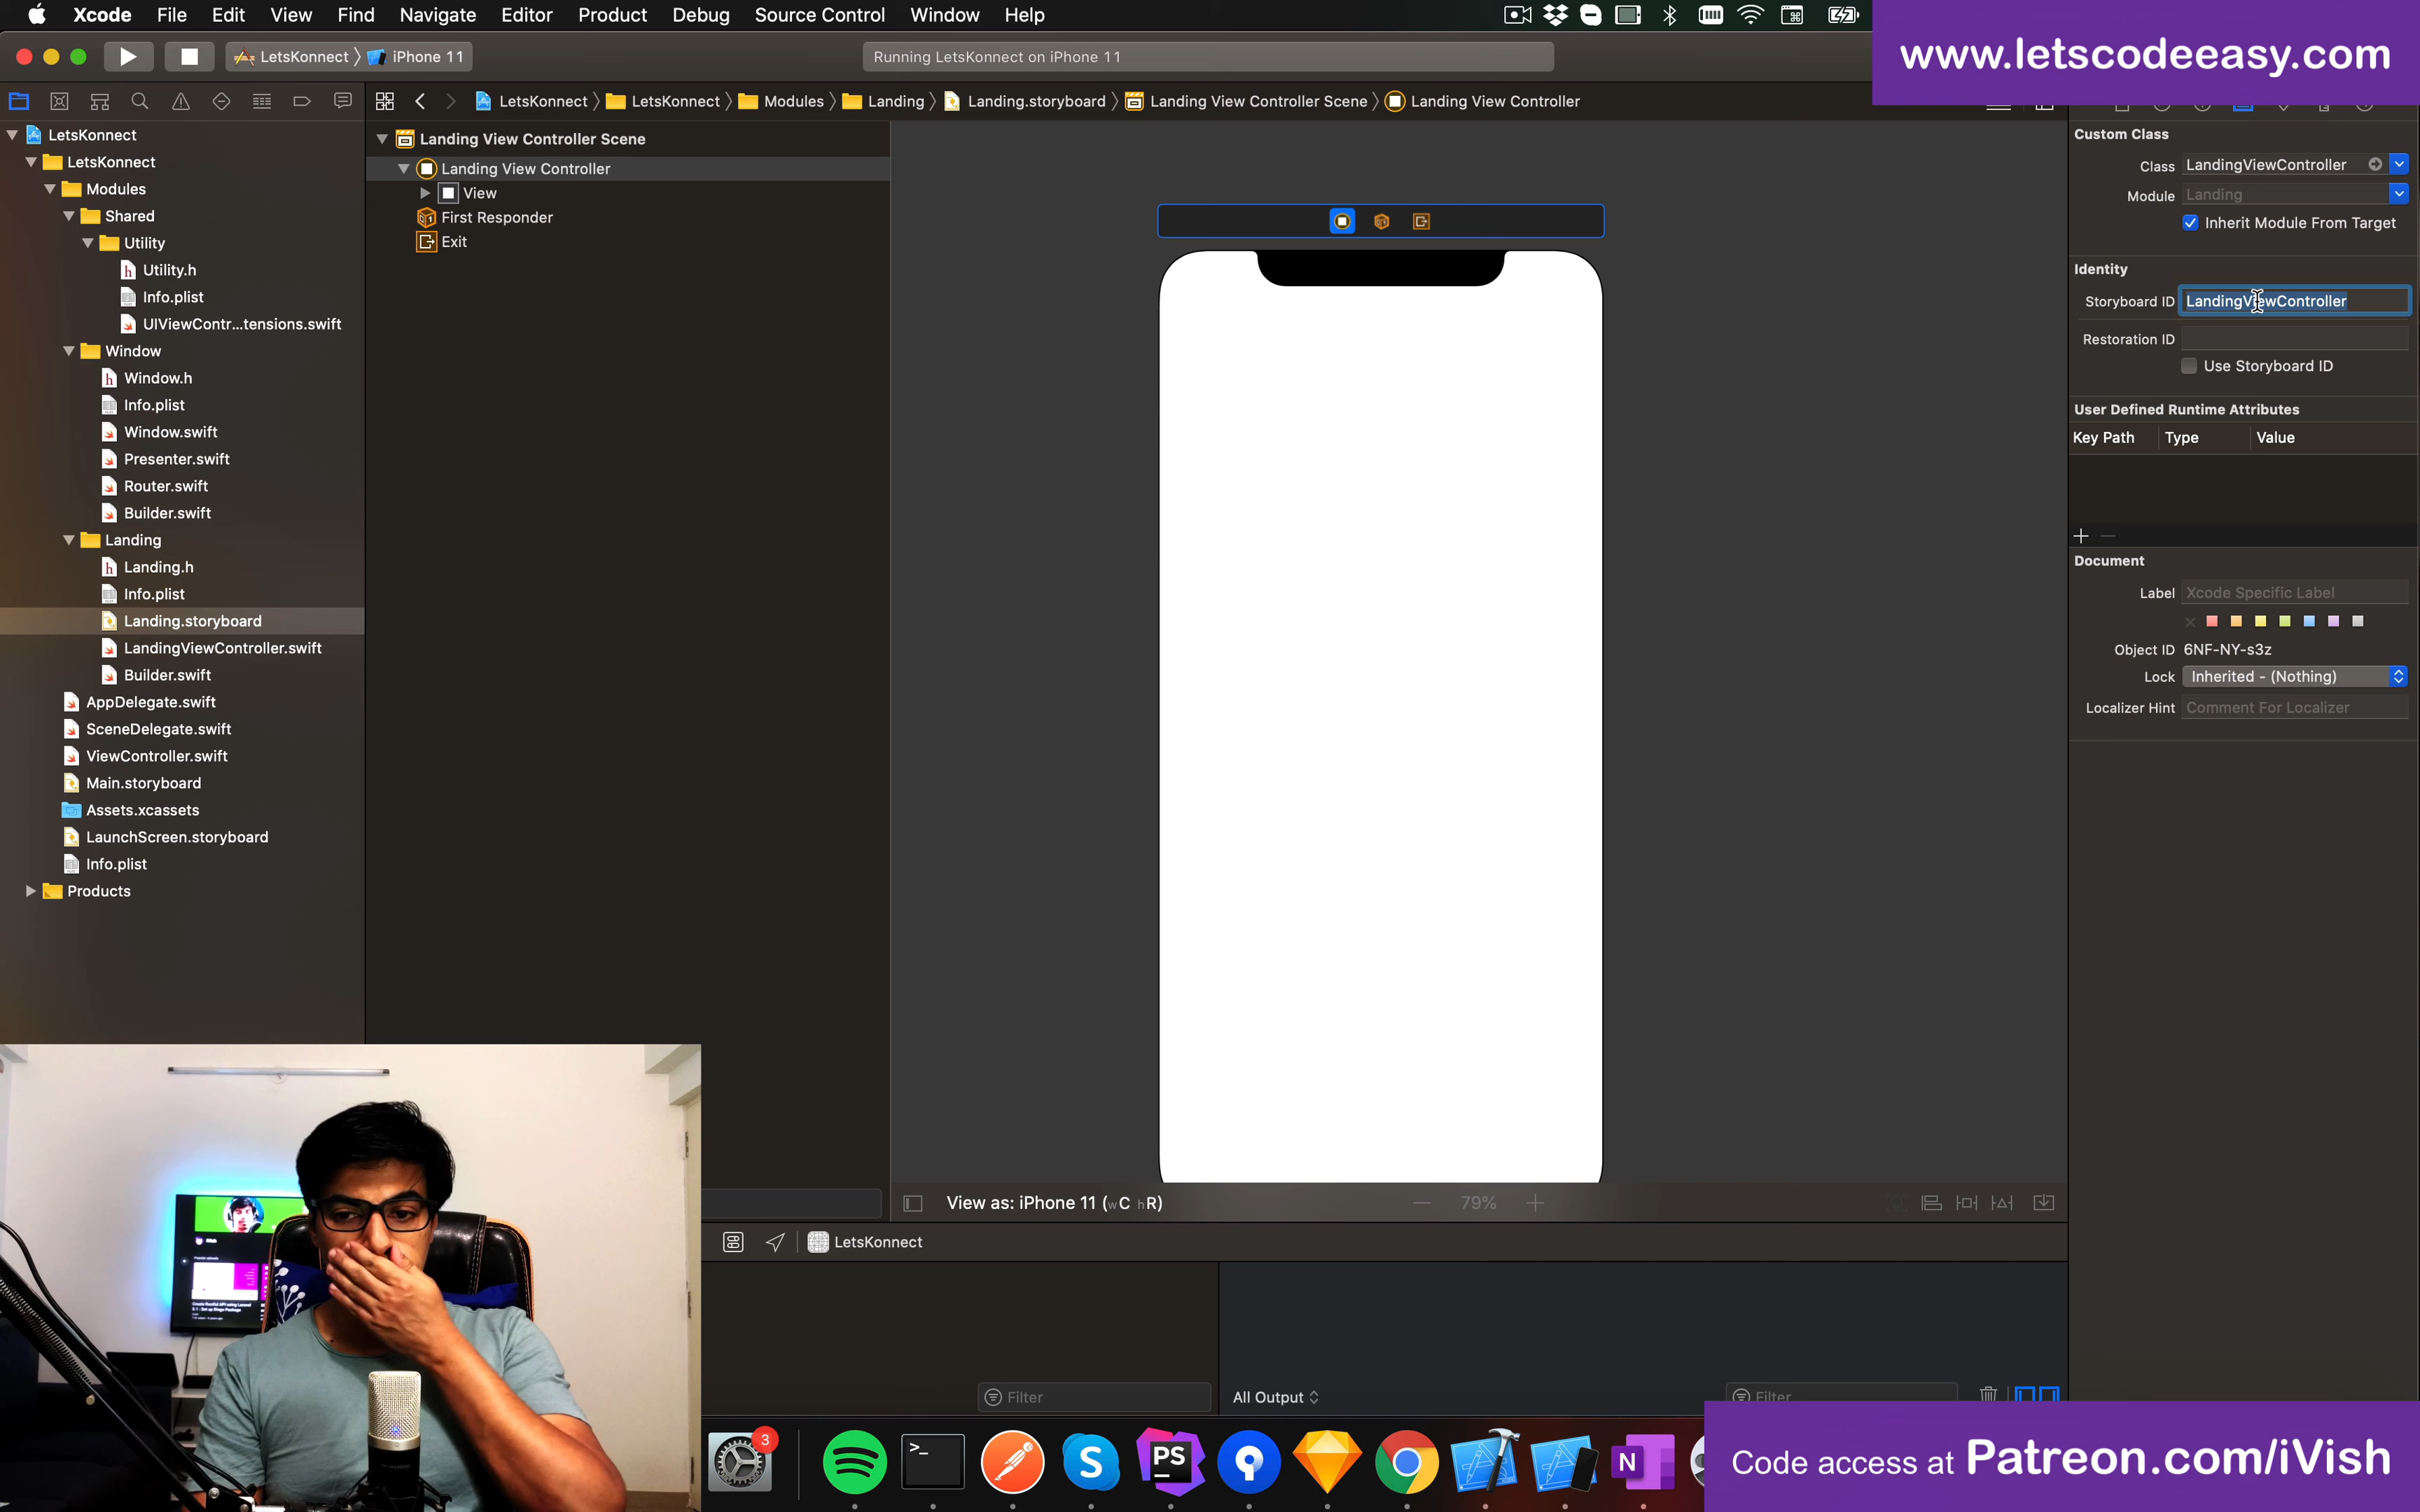 Xcode File Edit View Find Navigate Editor Product Debug Source Control Window Help
www.letscodeeasy.com
LetsKonnect iPhone 11
Running LetsKonnect on iPhone 11
LetsKonnect LetsKonnect Modules Landing Landing.storyboard Landing View Controller Scene Landing View Controller
LetsKonnect
LetsKonnect
Modules
Shared
Utility
Utility.h
Info.plist
UIViewContr...tensions.swift
Window
Window.h
Info.plist
Window.swift
Presenter.swift
Router.swift
Builder.swift
Landing
Landing.h
Info.plist
Landing.storyboard
LandingViewController.swift
Builder.swift
AppDelegate.swift
SceneDelegate.swift
ViewController.swift
Main.storyboard
Assets.xcassets
LaunchScreen.storyboard
Info.plist
Products
Landing View Controller Scene
Landing View Controller
View
First Responder
Exit
Custom Class
Class LandingViewController
Module Landing
Inherit Module From Target
Identity
Storyboard ID LandingViewController
Restoration ID
Use Storyboard ID
User Defined Runtime Attributes
Key Path Type Value
Document
Label Xcode Specific Label
Object ID 6NF-NY-s3z
Lock Inherited - (Nothing)
Localizer Hint Comment For Localizer
View as: iPhone 11 (wC hR)
79%
LetsKonnect
Filter
All Output
Filter
3
>_
S
PS
N
Code access at Patreon.com/iVish